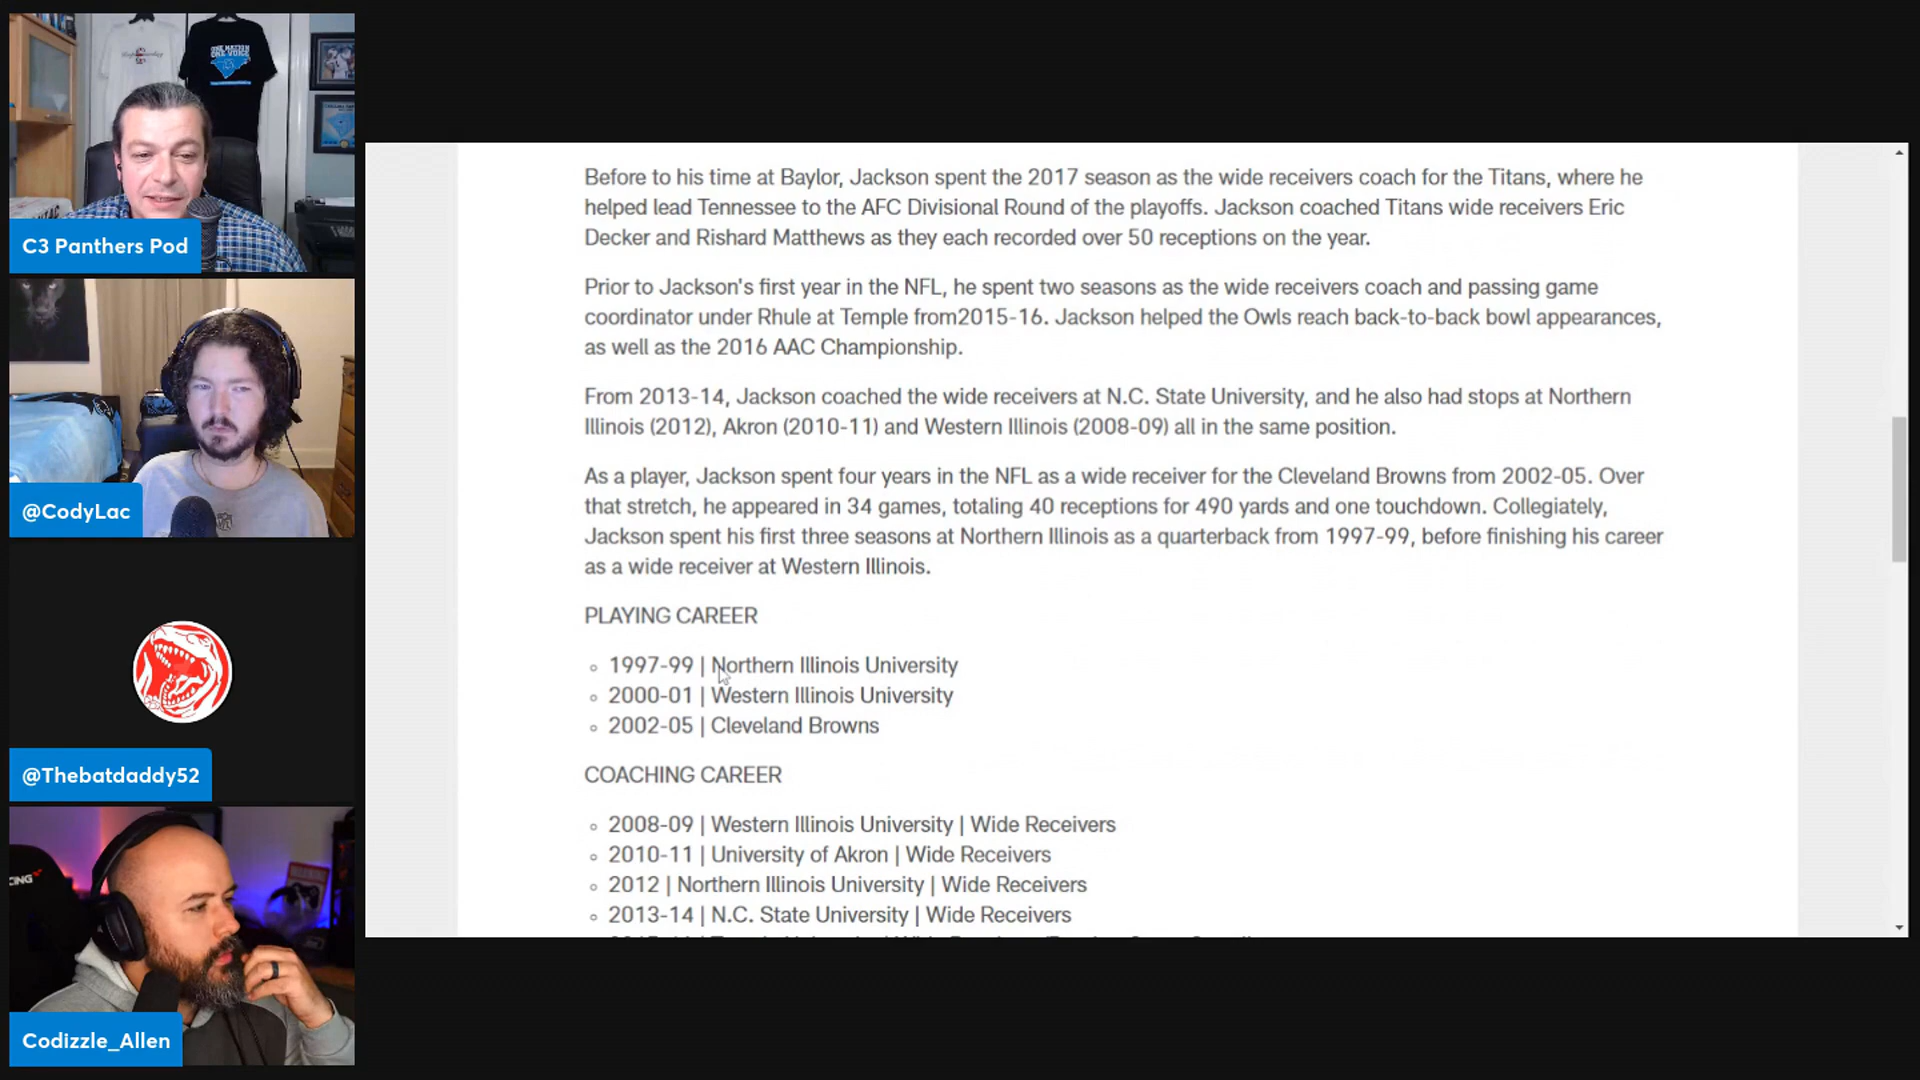 ONE NATION
ONE VOICE
C3 Panthers Pod
@CodyLac
@Thebatdaddy52
CING
Codizzle_Allen
Before to his time at Baylor, Jackson spent the 2017 season as the wide receivers coach for the Titans, where he
helped lead Tennessee to the AFC Divisional Round of the playoffs. Jackson coached Titans wide receivers Eric
Decker and Rishard Matthews as they each recorded over 50 receptions on the year.
Prior to Jackson's first year in the NFL, he spent two seasons as the wide receivers coach and passing game
coordinator under Rhule at Temple from2015-16. Jackson helped the Owls reach back-to-back bowl appearances,
as well as the 2016 AAC Championship.
From 2013-14, Jackson coached the wide receivers at N.C. State University, and he also had stops at Northern
Illinois (2012), Akron (2010-11) and Western Illinois (2008-09) all in the same position.
As a player, Jackson spent four years in the NFL as a wide receiver for the Cleveland Browns from 2002-05. Over
that stretch, he appeared in 34 games, totaling 40 receptions for 490 yards and one touchdown. Collegiately,
Jackson spent his first three seasons at Northern Illinois as a quarterback from 1997-99, before finishing his career
as a wide receiver at Western Illinois.
PLAYING CAREER
1997-99 | Northern Illinois University
2000-01 | Western Illinois University
2002-05 | Cleveland Browns
COACHING CAREER
2008-09 | Western Illinois University | Wide Receivers
2010-11 | University of Akron | Wide Receivers
2012 | Northern Illinois University | Wide Receivers
2013-14 | N.C. State University | Wide Receivers